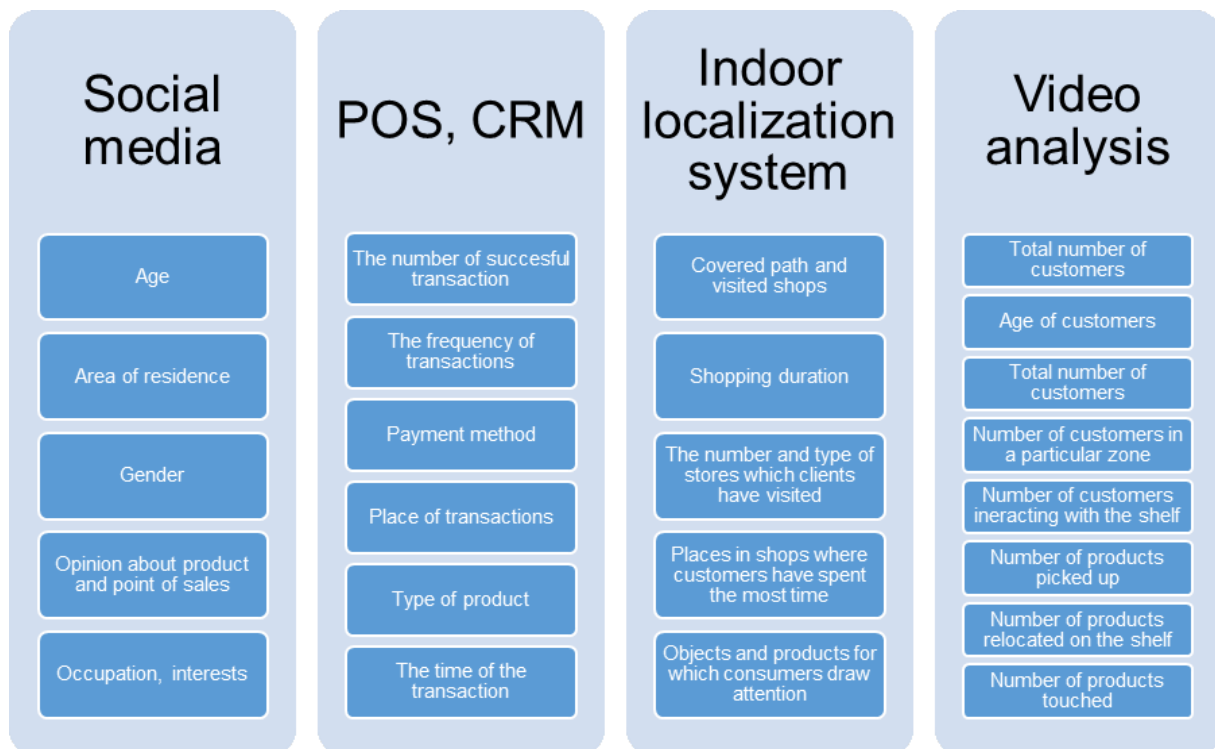 Social
media
Age
Area of residence
Gender
Opinion about product
and point of sales
Occupation, interests
POS, CRM
The number of succesful
transaction
The frequency of
transactions
Payment method
Place of transactions
Type of product
The time of the
transaction
Indoor
localization
system
Covered path and
visited shops
Shopping duration
The number and type of
stores which clients
have visited
Places in shops where
customers have spent
the most time
Objects and products for
which consumers draw
attention
Video
analysis
Total number of
customers
Age of customers
Total number of
customers
Number of customers in
a particular zone
Number of customers
ineracting with the shelf
Number of products
picked up
Number of products
relocated on the shelf
Number of products
touched